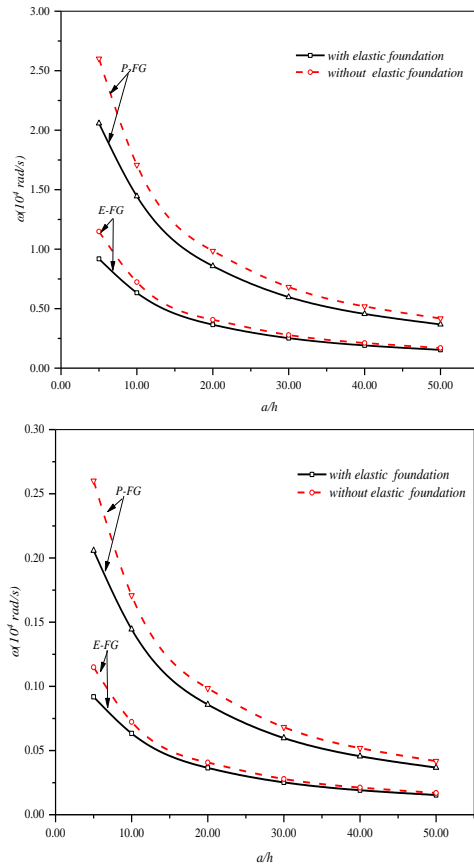 3.00
P-FG
with elastic foundation
without elastic foundation
2.50
2.00
1.50
E-FG
1.00
0.50
0.00
ω(10⁴ rad/s)
0.00 10.00 20.00 30.00 40.00 50.00
a/h
0.30
with elastic foundation
P-FG
without elastic foundation
0.25
0.20
0.15
E-FG
0.10
0.05
0.00
ω(10⁴ rad/s)
0.00 10.00 20.00 30.00 40.00 50.00
a/h